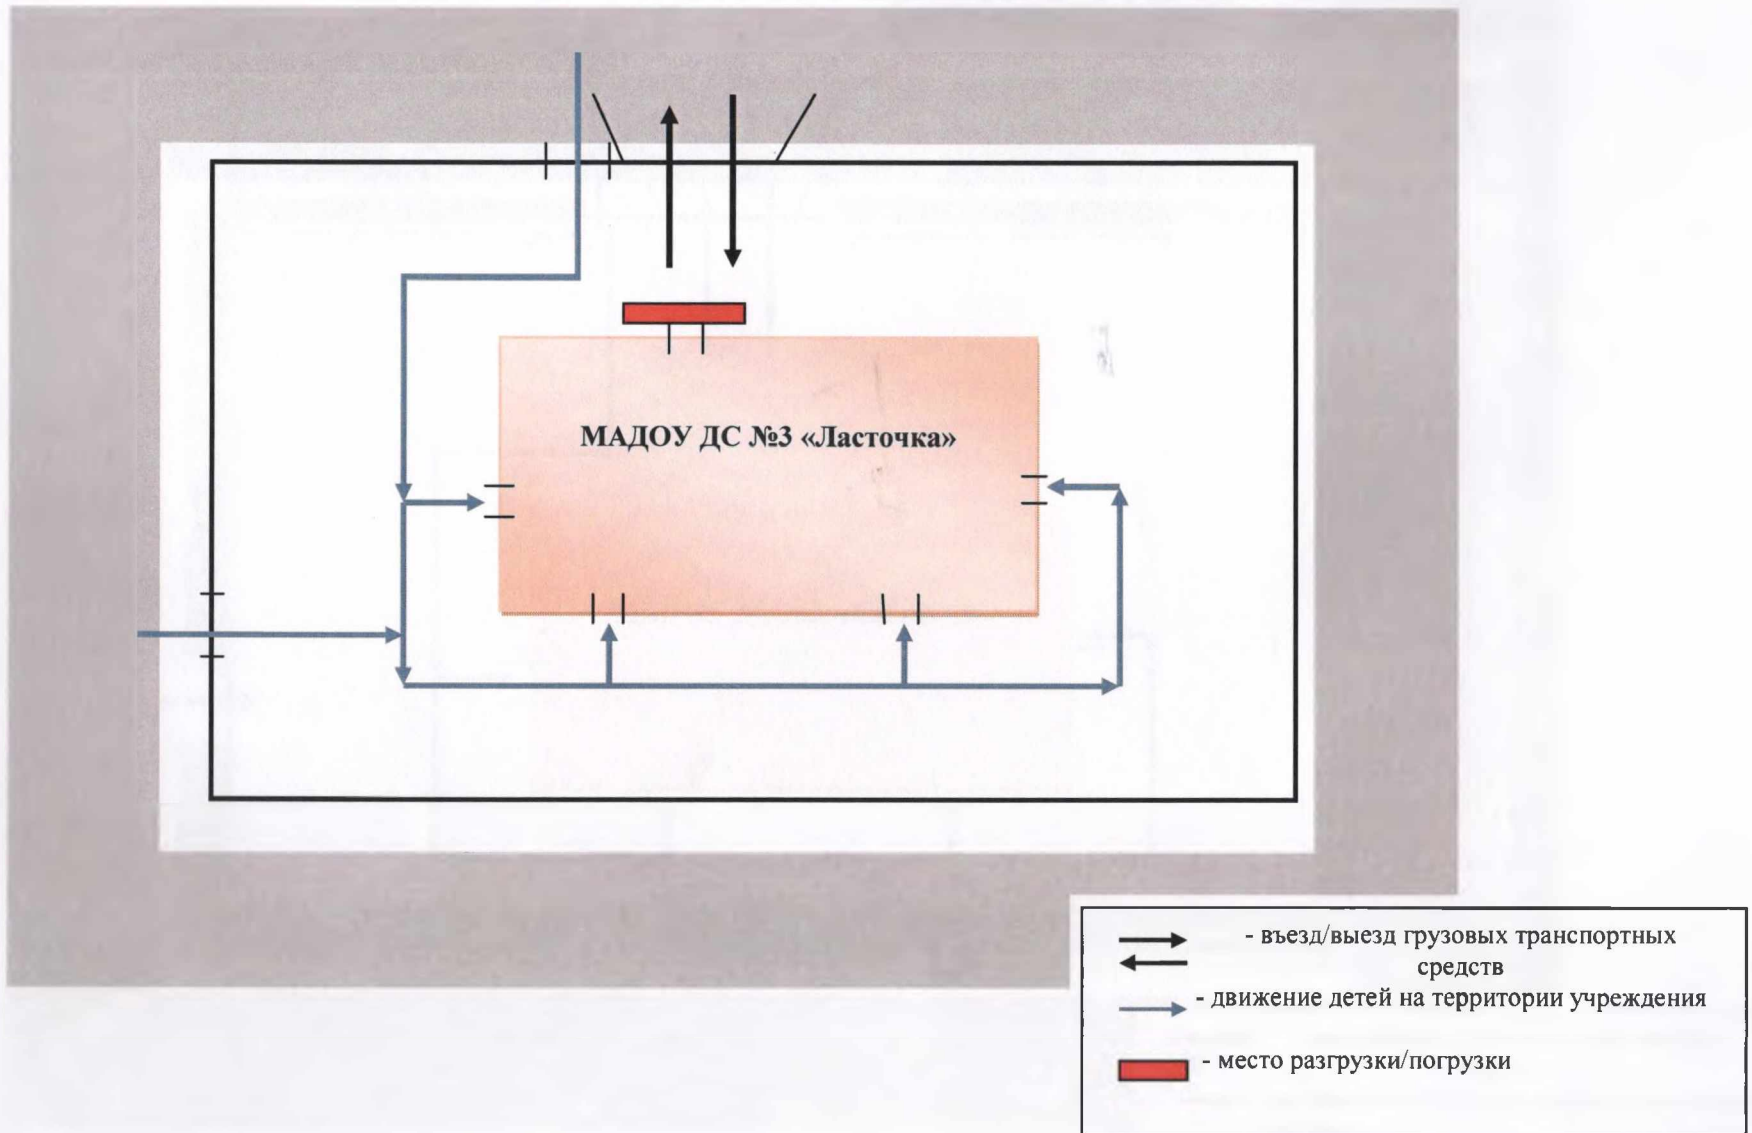 МАДОУ ДС №3 «Ласточка»
- въезд/выезд грузовых транспортных
средств
- движение детей на территории учреждения
- место разгрузки/погрузки